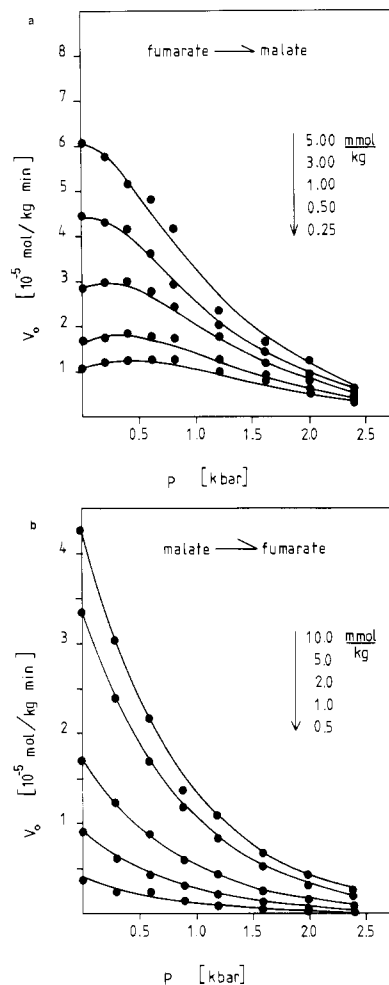 a
fumarate → malate
5.00 mmol/kg
3.00
1.00
0.50
0.25
V₀ [10⁻⁵ mol/kg min]
8
7
6
5
4
3
2
1
0.5 1.0 1.5 2.0 2.5
p [kbar]
b
malate → fumarate
10.0 mmol/kg
5.0
2.0
1.0
0.5
V₀ [10⁻⁵ mol/kg min]
4
3
2
1
0.5 1.0 1.5 2.0 2.5
p [kbar]